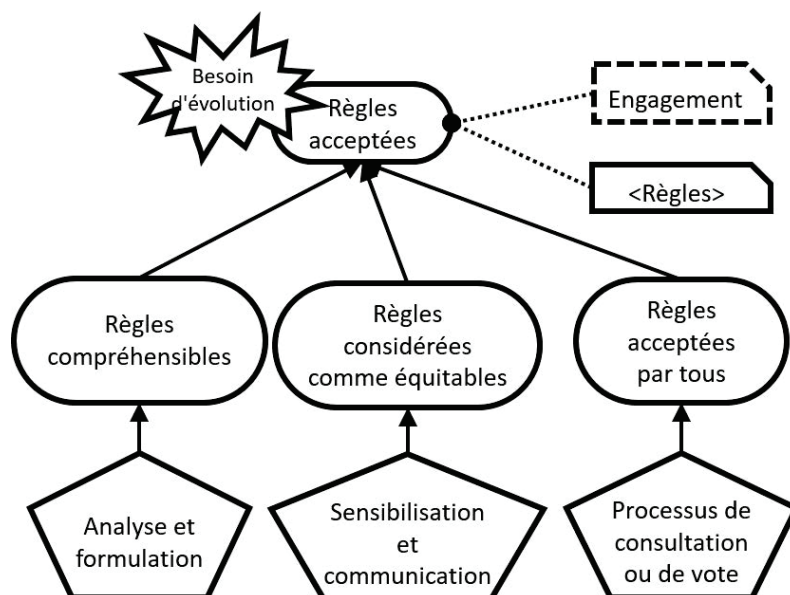 Besoin
d'évolution
Règles
acceptées
Engagement
<Règles>
Règles
compréhensibles
Règles
considérées
comme équitables
Règles
acceptées
par tous
Analyse et
formulation
Sensibilisation
et
communication
Processus de
consultation
ou de vote